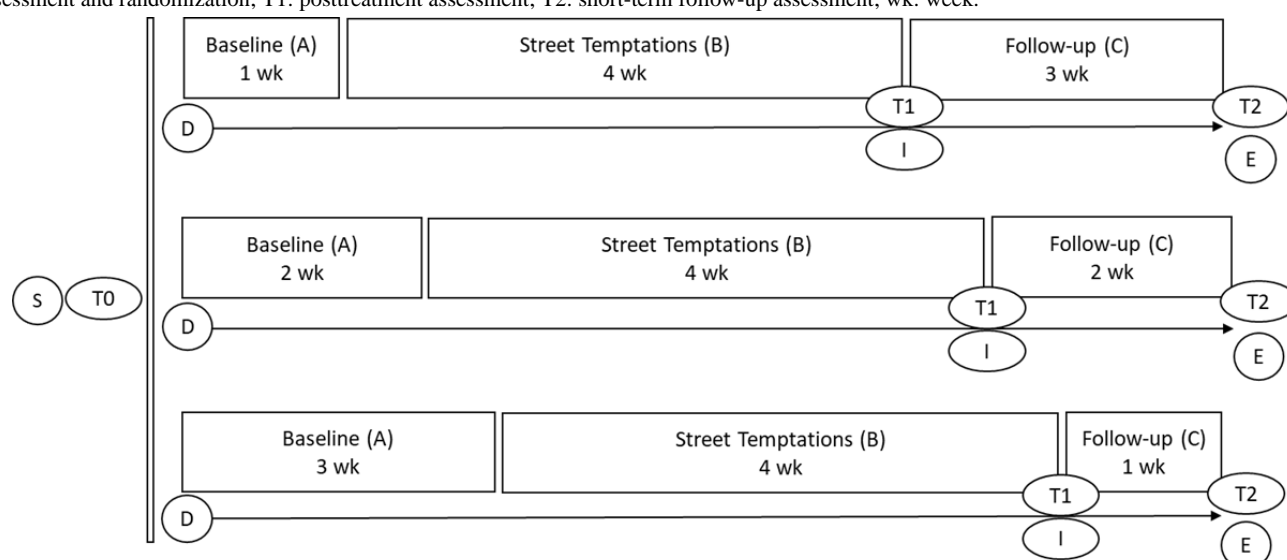 assessment and randomization; T1: posttreatment assessment; T2: short-term follow-up assessment; wk: week.
Baseline (A)
1 wk
Street Temptations (B)
4 wk
Follow-up (C)
3 wk
D
T1
I
T2
E
Baseline (A)
2 wk
Street Temptations (B)
4 wk
Follow-up (C)
2 wk
S
T0
D
T1
I
T2
E
Baseline (A)
3 wk
Street Temptations (B)
4 wk
Follow-up (C)
1 wk
D
T1
I
T2
E